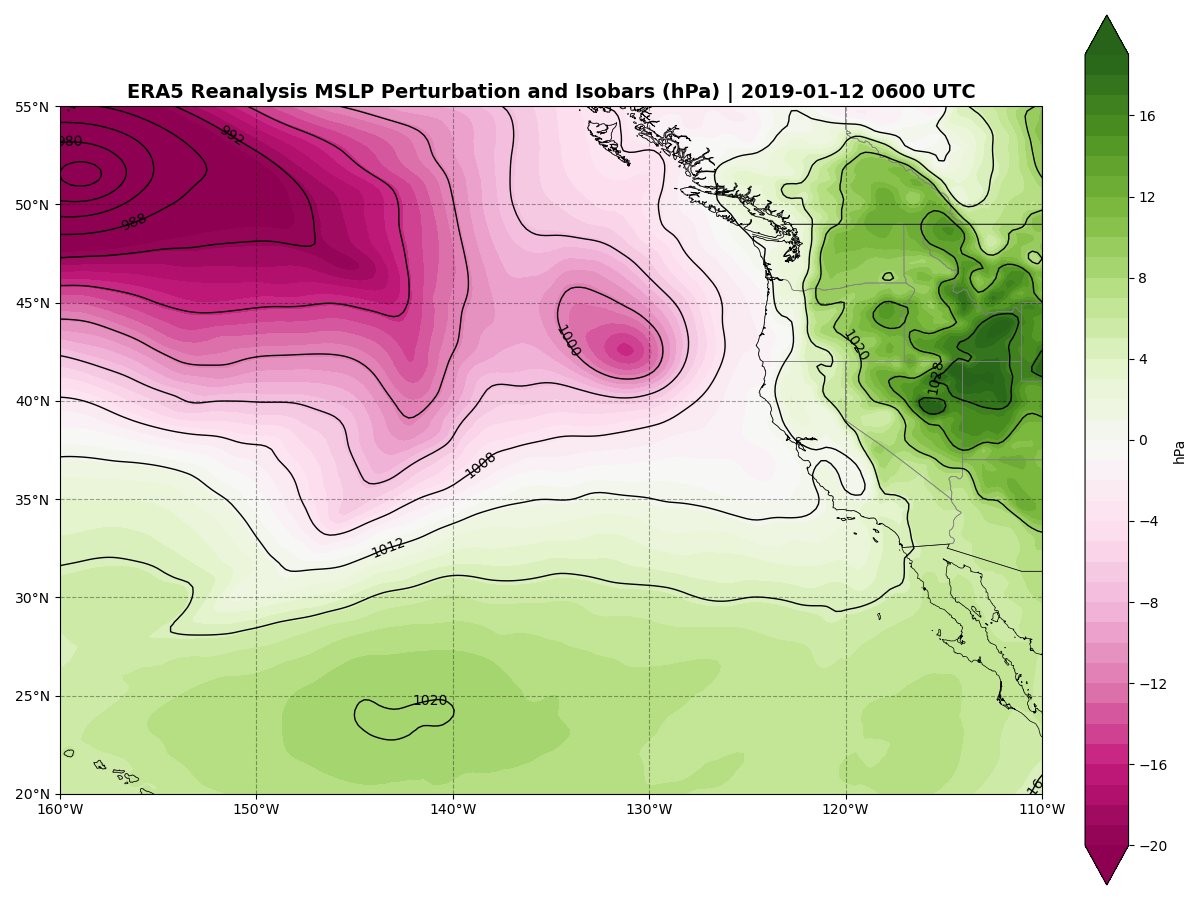 ERA5 Reanalysis MSLP Perturbation and Isobars (hPa) | 2019-01-12 0600 UTC
55°N
50°N
45°N
40°N
35°N
30°N
25°N
20°N
160°W
150°W
140°W
130°W
120°W
110°W
980
992
988
1000
1008
1012
1020
1020
1028
16
16
12
8
4
0
−4
−8
−12
−16
−20
hPa